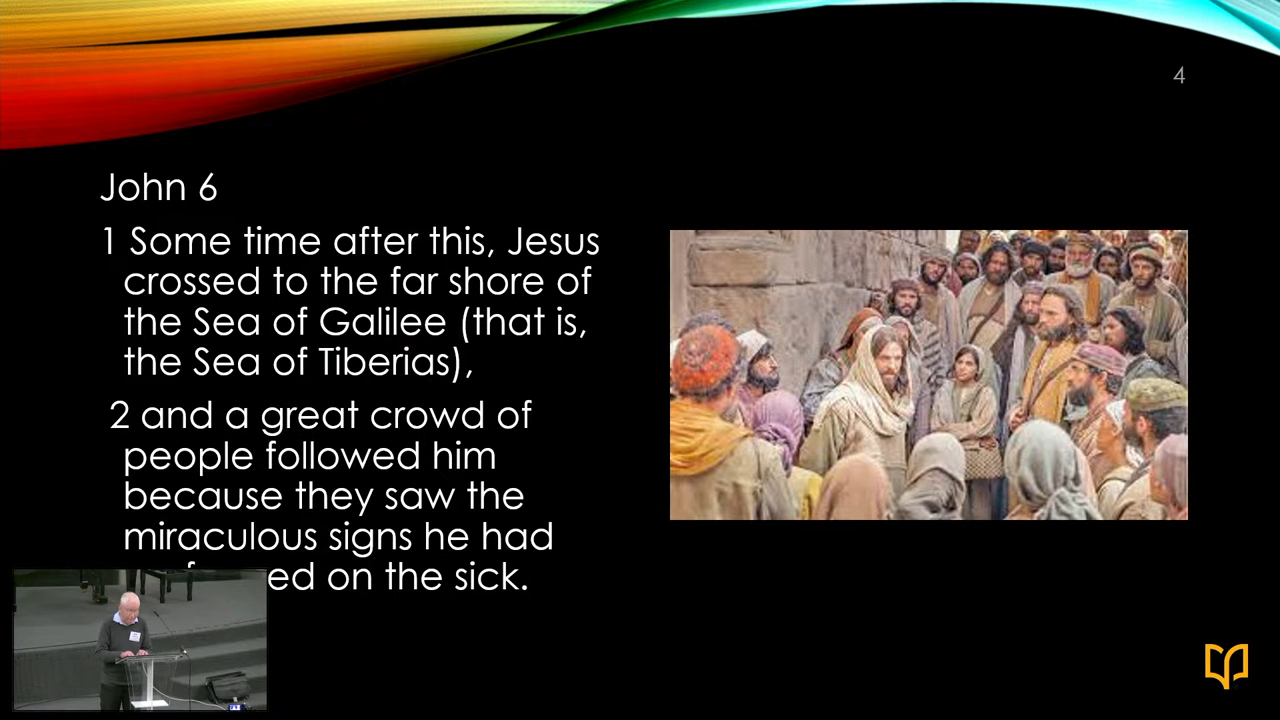 4
John 6
1 Some time after this, Jesus
crossed to the far shore of
the Sea of Galilee (that is,
the Sea of Tiberias),
2 and a great crowd of
people followed him
because they saw the
miraculous signs he had
on the sick.